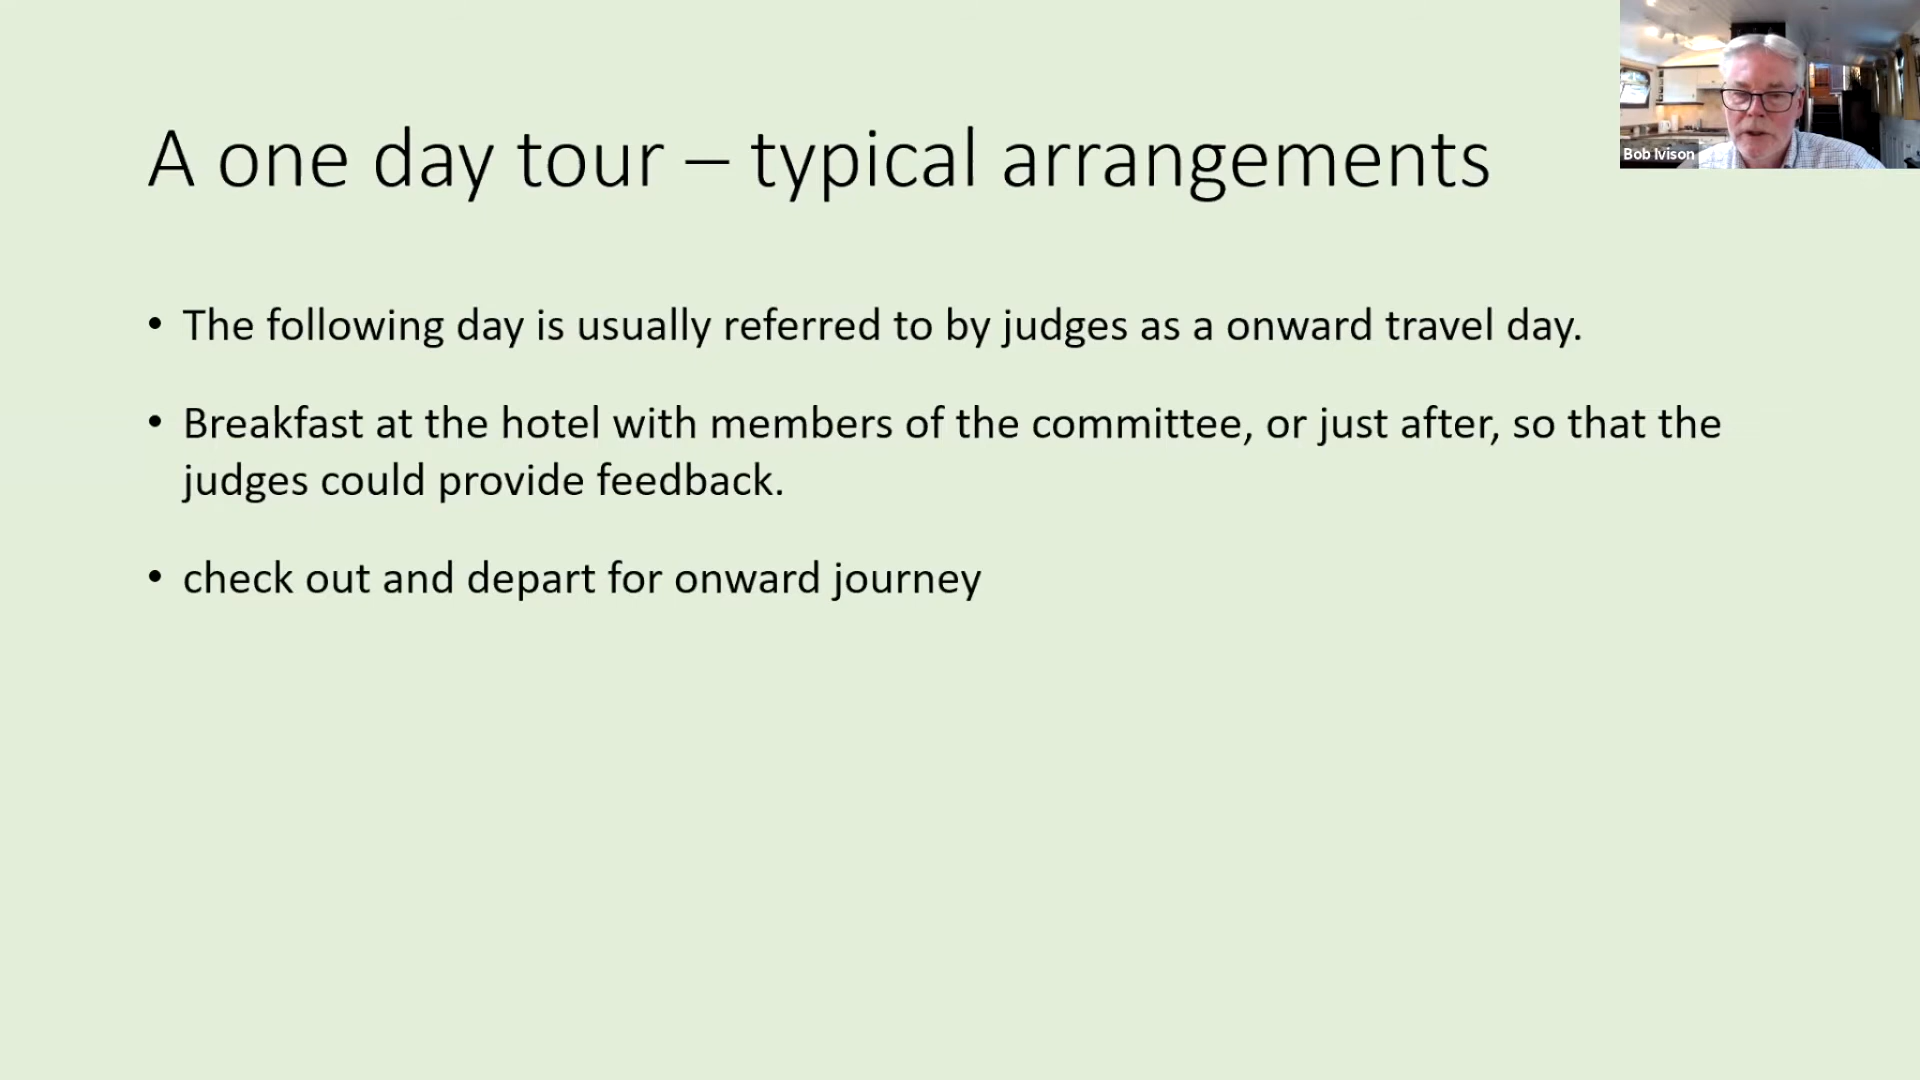 A one day tour – typical arrangements
Bob Ivison
• The following day is usually referred to by judges as a onward travel day.
• Breakfast at the hotel with members of the committee, or just after, so that the
judges could provide feedback.
• check out and depart for onward journey